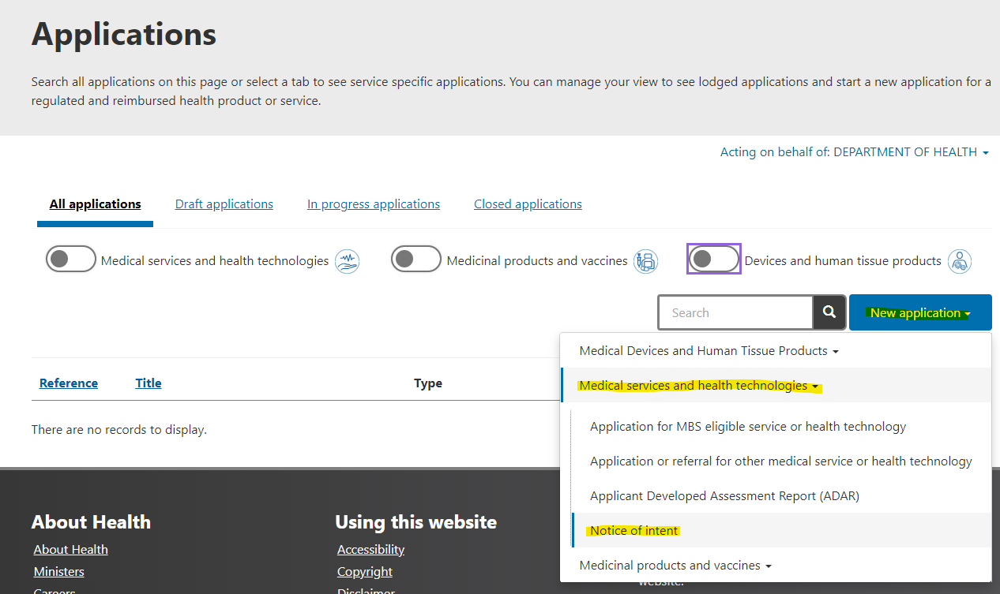 Applications
Search all applications on this page or select a tab to see service specific applications. You can manage your view to see lodged applications and start a new application for a
regulated and reimbursed health product or service.
Acting on behalf of: DEPARTMENT OF HEALTH
All applications
Draft applications
In progress applications
Closed applications
Medical services and health technologies
Medicinal products and vaccines
Devices and human tissue products
Search
New application
Medical Devices and Human Tissue Products
Medical services and health technologies
Application for MBS eligible service or health technology
Application or referral for other medical service or health technology
Applicant Developed Assessment Report (ADAR)
Notice of intent
Medicinal products and vaccines
Reference
Title
Type
There are no records to display.
About Health
About Health
Ministers
Careers
Using this website
Accessibility
Copyright
Disclaimer
website.